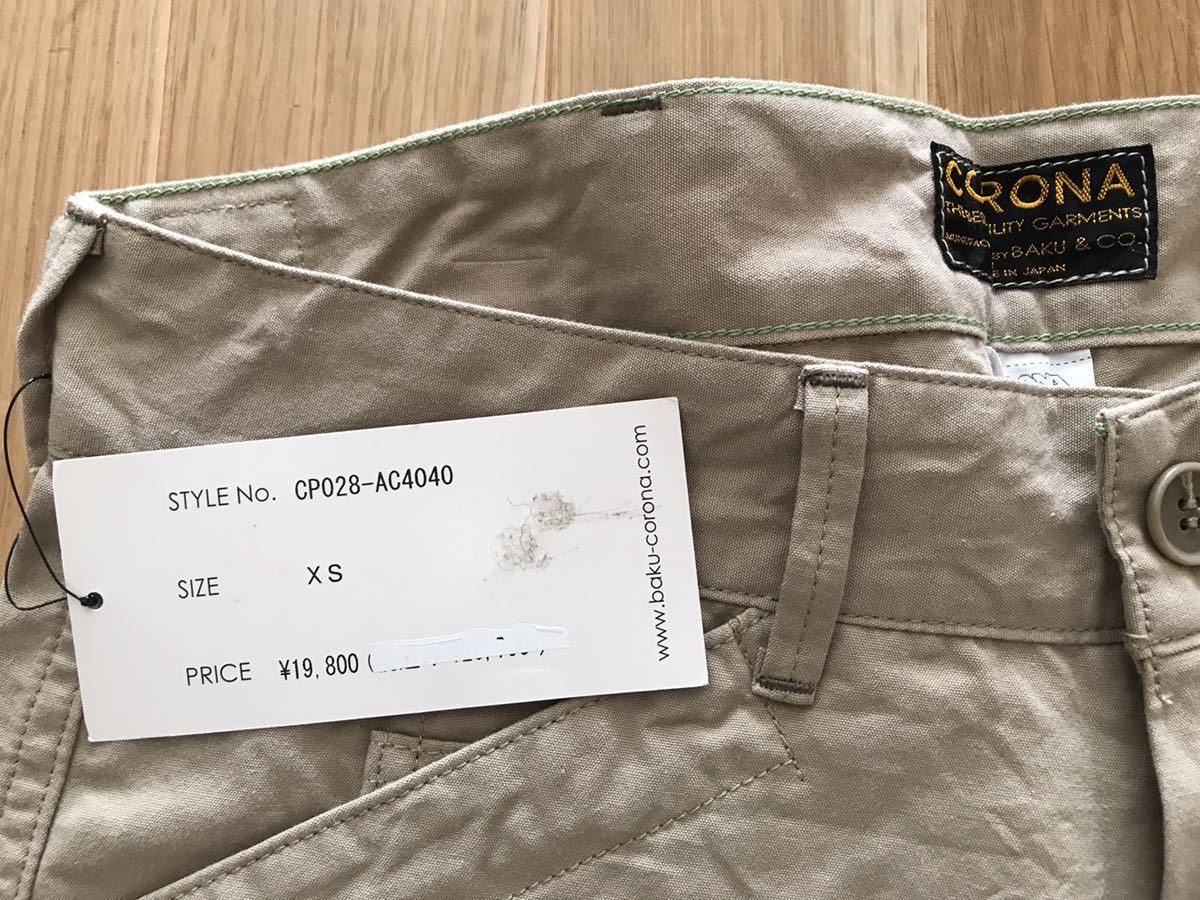 CORONA
UTILITY GARMENTS
BY BAKU & CO.
IN JAPAN
STYLE No. CP028-AC4040
SIZE XS
PRICE ¥19,800 (
www.baku-corona.com